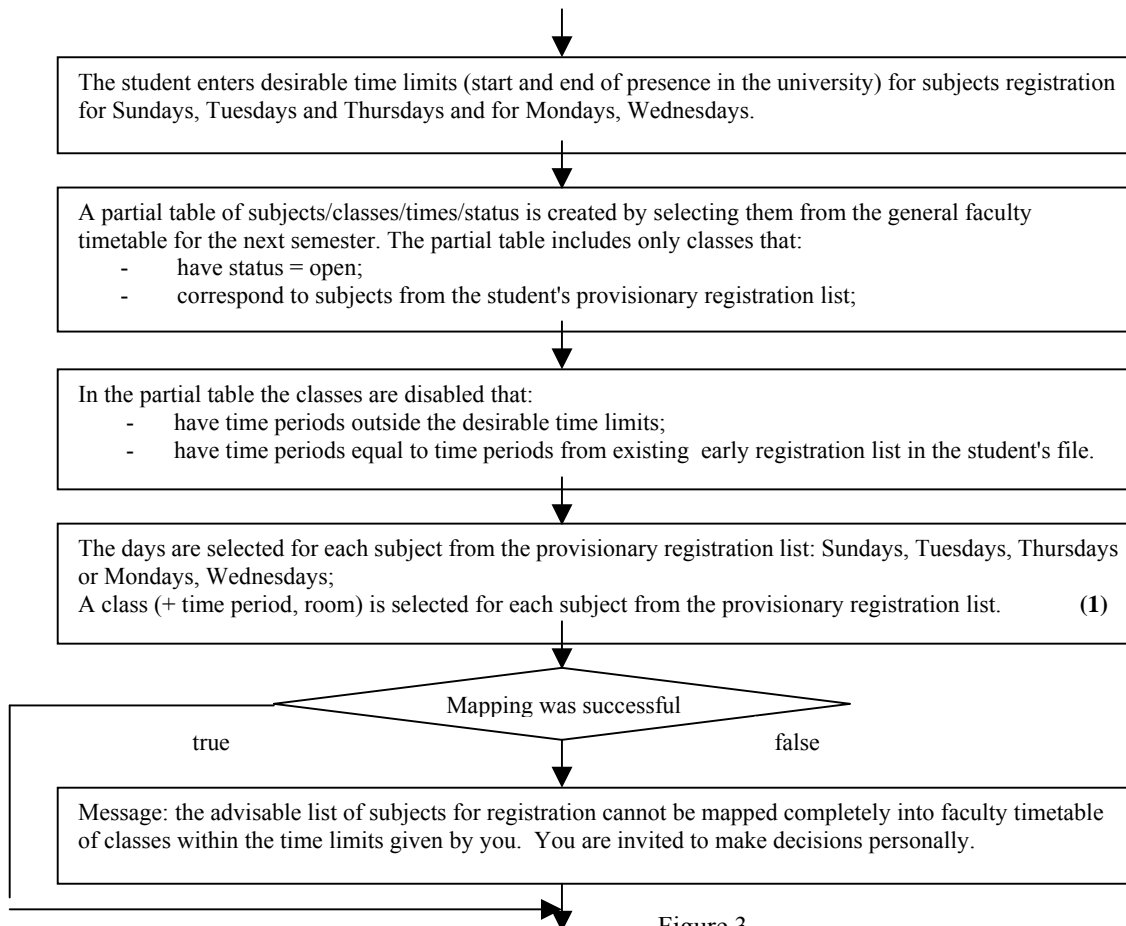 The student enters desirable time limits (start and end of presence in the university) for subjects registration
for Sundays, Tuesdays and Thursdays and for Mondays, Wednesdays.
A partial table of subjects/classes/times/status is created by selecting them from the general faculty
timetable for the next semester. The partial table includes only classes that:
- have status = open;
- correspond to subjects from the student's provisionary registration list;
In the partial table the classes are disabled that:
- have time periods outside the desirable time limits;
- have time periods equal to time periods from existing early registration list in the student's file.
The days are selected for each subject from the provisionary registration list: Sundays, Tuesdays, Thursdays
or Mondays, Wednesdays;
A class (+ time period, room) is selected for each subject from the provisionary registration list. (1)
Mapping was successful
true false
Message: the advisable list of subjects for registration cannot be mapped completely into faculty timetable
of classes within the time limits given by you. You are invited to make decisions personally.
Figure 3